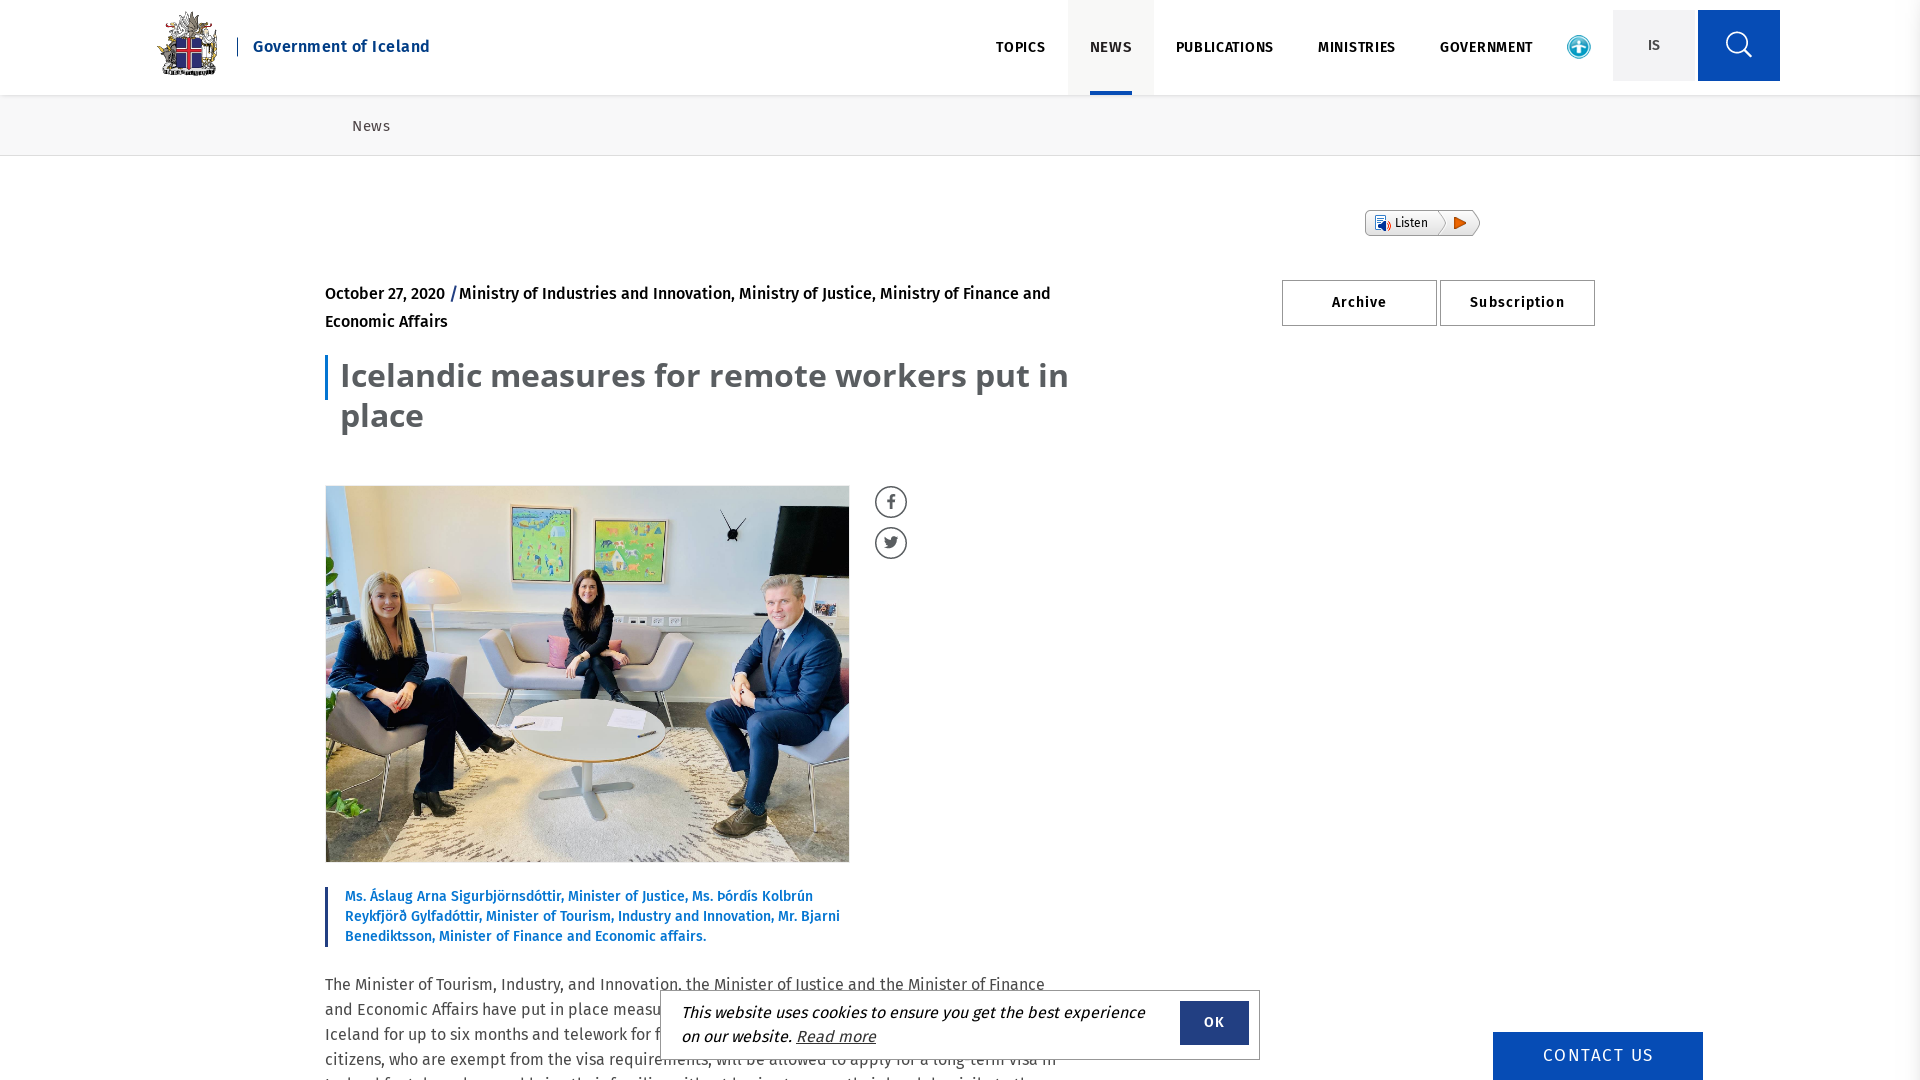 Government of Iceland
TOPICS
NEWS
PUBLICATIONS
MINISTRIES
GOVERNMENT
IS
News
Listen
October 27, 2020 / Ministry of Industries and Innovation, Ministry of Justice, Ministry of Finance and
Economic Affairs
Archive
Subscription
Icelandic measures for remote workers put in
place
Ms. Áslaug Arna Sigurbjörnsdóttir, Minister of Justice, Ms. Þórdís Kolbrún
Reykfjörð Gylfadóttir, Minister of Tourism, Industry and Innovation, Mr. Bjarni
Benediktsson, Minister of Finance and Economic affairs.
The Minister of Tourism, Industry, and Innovation, the Minister of Justice and the Minister of Finance
and Economic Affairs have put in place
Iceland for up to six months and telework for
citizens, who are exempt from the visa requirements, will be allowed to apply for a long term visa in
This website uses cookies to ensure you get the best experience
on our website. Read more
OK
CONTACT US